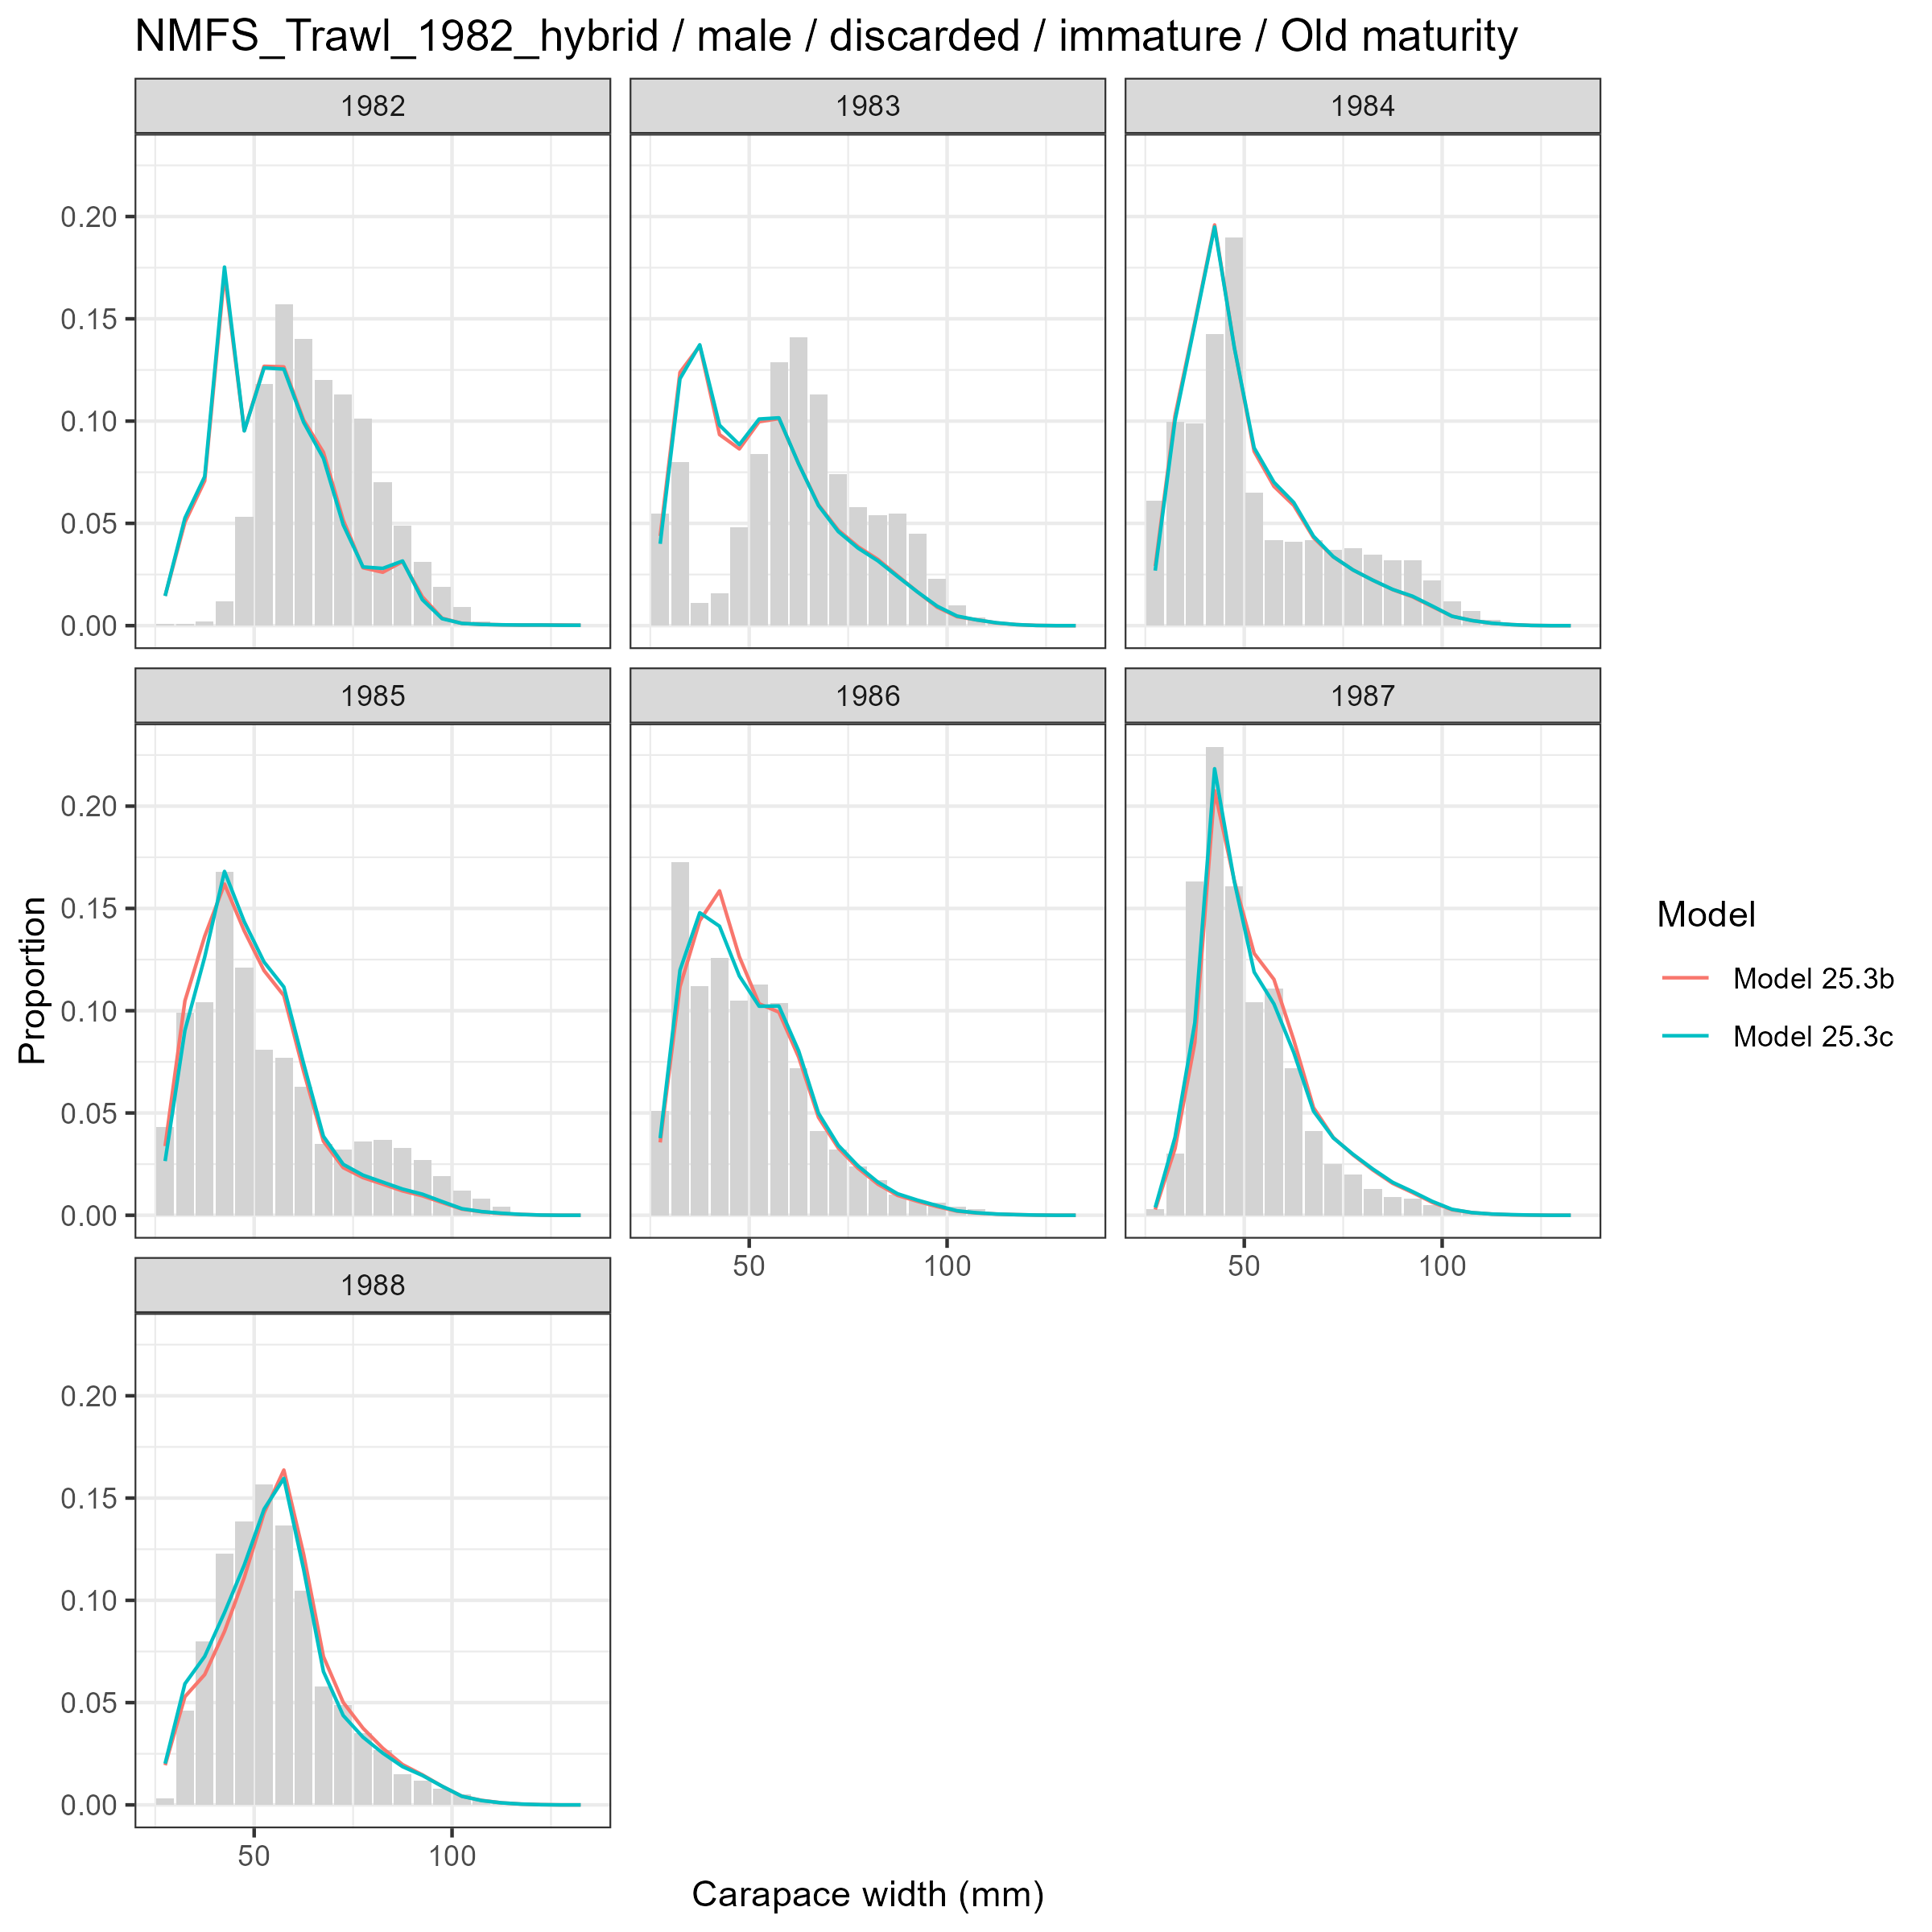 NMFS_Trawl_1982_hybrid / male / discarded / immature / Old maturity
1982 1983 1984
0.20
0.15
0.10
0.05
0.00
1985 1986 1987
0.20
0.15
0.10
0.05
0.00
50 100 50 100
1988
0.20
0.15
0.10
0.05
0.00
50 100
Proportion
Carapace width (mm)
Model
Model 25.3b
Model 25.3c